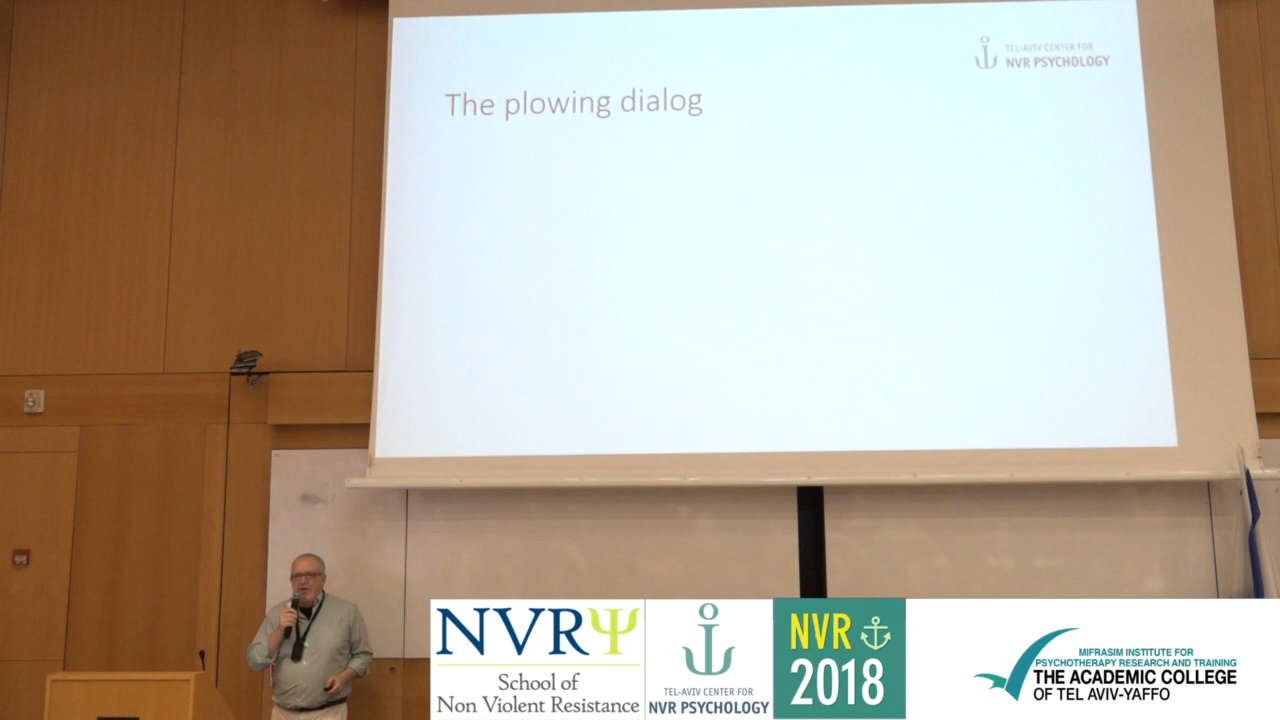 TEL-AVIV CENTER FOR
NVR PSYCHOLOGY
The plowing dialog
NVRΨ
School of
Non Violent Resistance
TEL-AVIV CENTER FOR
NVR PSYCHOLOGY
NVR
2018
MIFRASIM INSTITUTE FOR
PSYCHOTHERAPY RESEARCH AND TRAINING
THE ACADEMIC COLLEGE
OF TEL AVIV-YAFFO